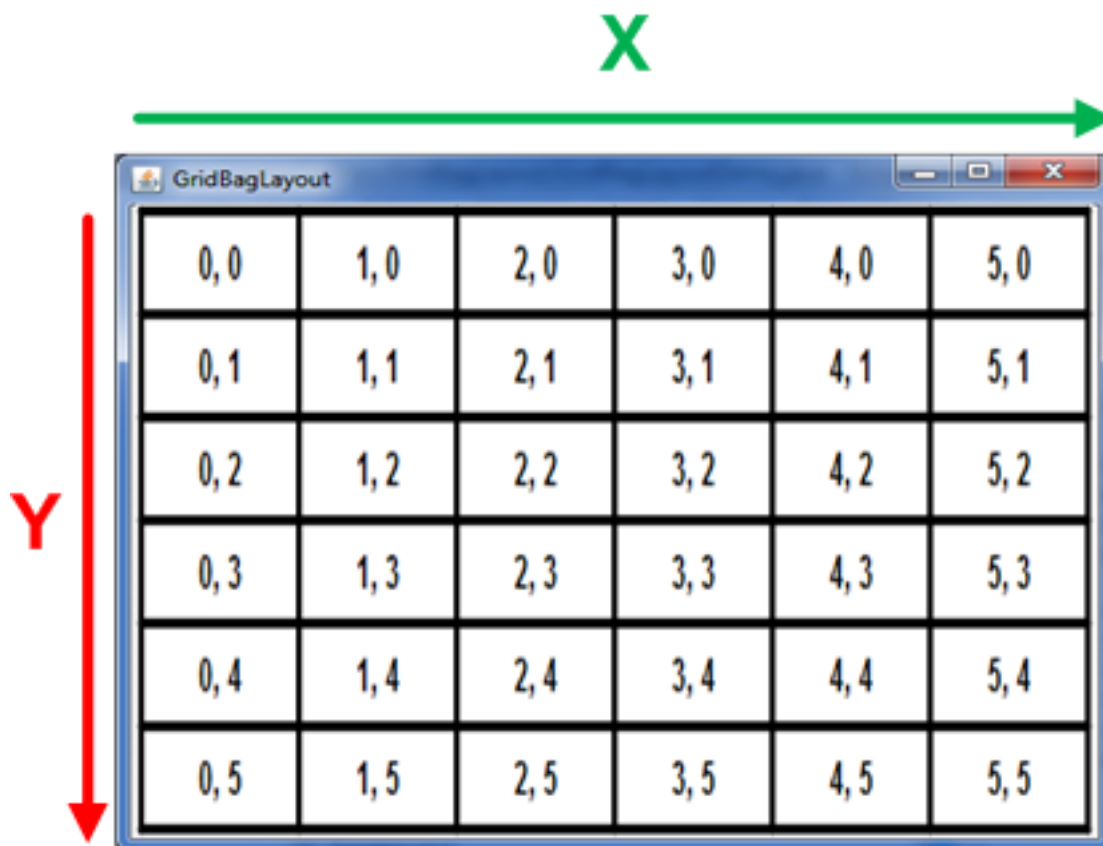 X
GridBagLayout
0, 0 1, 0 2, 0 3, 0 4, 0 5, 0
0, 1 1, 1 2, 1 3, 1 4, 1 5, 1
0, 2 1, 2 2, 2 3, 2 4, 2 5, 2
Y
0, 3 1, 3 2, 3 3, 3 4, 3 5, 3
0, 4 1, 4 2, 4 3, 4 4, 4 5, 4
0, 5 1, 5 2, 5 3, 5 4, 5 5, 5